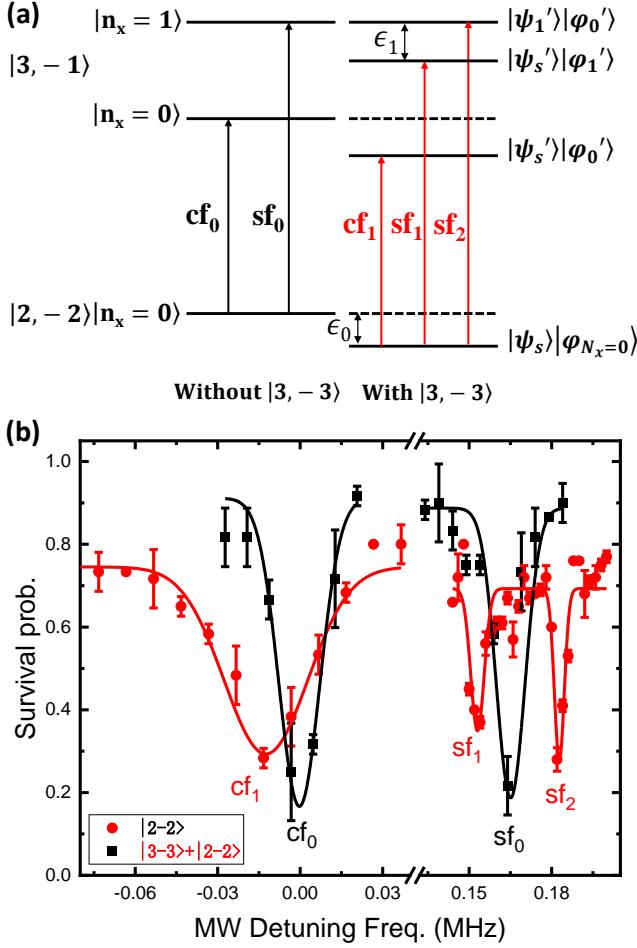 (a)
|n_x = 1⟩
|ψ_1′⟩|φ_0′⟩
ϵ_1
|3, −1⟩
|ψ_s′⟩|φ_1′⟩
|n_x = 0⟩
|ψ_s′⟩|φ_0′⟩
cf_0 sf_0 cf_1 sf_1 sf_2
|2, −2⟩|n_x = 0⟩
ϵ_0
|ψ_s⟩|φ_{N_x=0}⟩
Without |3, −3⟩ With |3, −3⟩
(b)
1.0
0.8
0.6
0.4
0.2
0.0
Survival prob.
cf_1
cf_0
sf_1
sf_0
sf_2
|2-2>
|3-3>+|2-2>
-0.06 -0.03 0.00 0.03 0.15 0.18
MW Detuning Freq. (MHz)